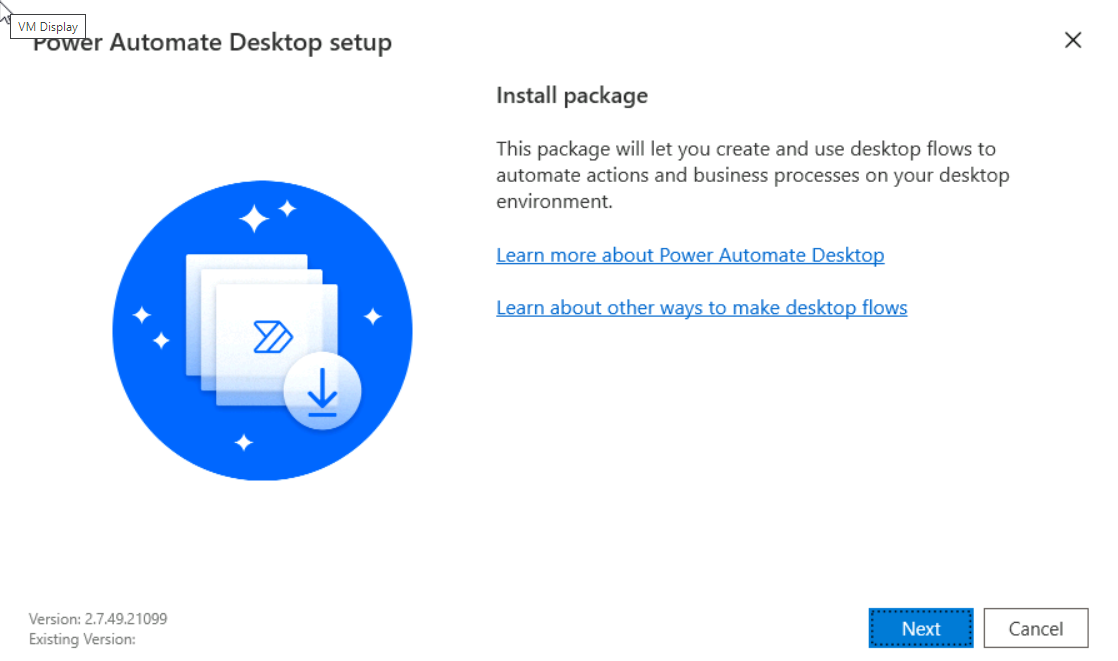 VM Display
Power Automate Desktop setup
Install package
This package will let you create and use desktop flows to
automate actions and business processes on your desktop
environment.
Learn more about Power Automate Desktop
Learn about other ways to make desktop flows
Version: 2.7.49.21099
Existing Version:
Next
Cancel